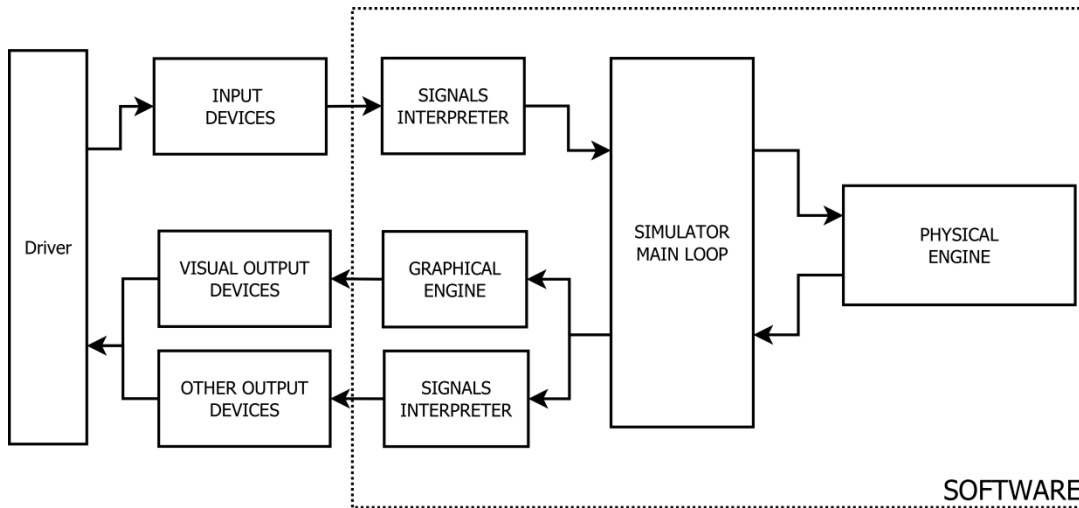 INPUT
DEVICES
SIGNALS
INTERPRETER
Driver
VISUAL OUTPUT
DEVICES
GRAPHICAL
ENGINE
SIMULATOR
MAIN LOOP
PHYSICAL
ENGINE
OTHER OUTPUT
DEVICES
SIGNALS
INTERPRETER
SOFTWARE